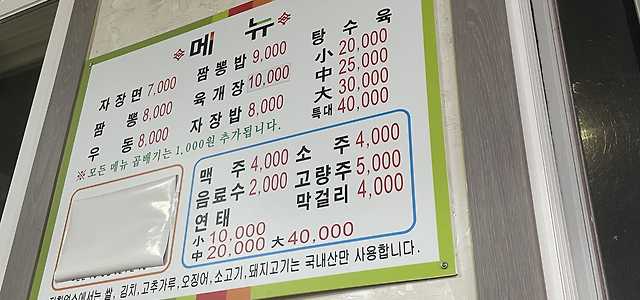 메 뉴
자장면 7,000
짬뽕 8,000
우동 8,000
짬뽕밥 9,000
육개장 10,000
자장밥 8,000
탕수육
小 20,000
中 25,000
大 30,000
특대 40,000
※모든 메뉴 곱배기는 1,000원 추가됩니다.
맥주 4,000
음료수 2,000
소주 4,000
고량주 5,000
막걸리 4,000
연태
小 10,000
中 20,000 大 40,000
쌀, 김치, 고추가루, 오징어, 소고기, 돼지고기는 국내산만 사용합니다.